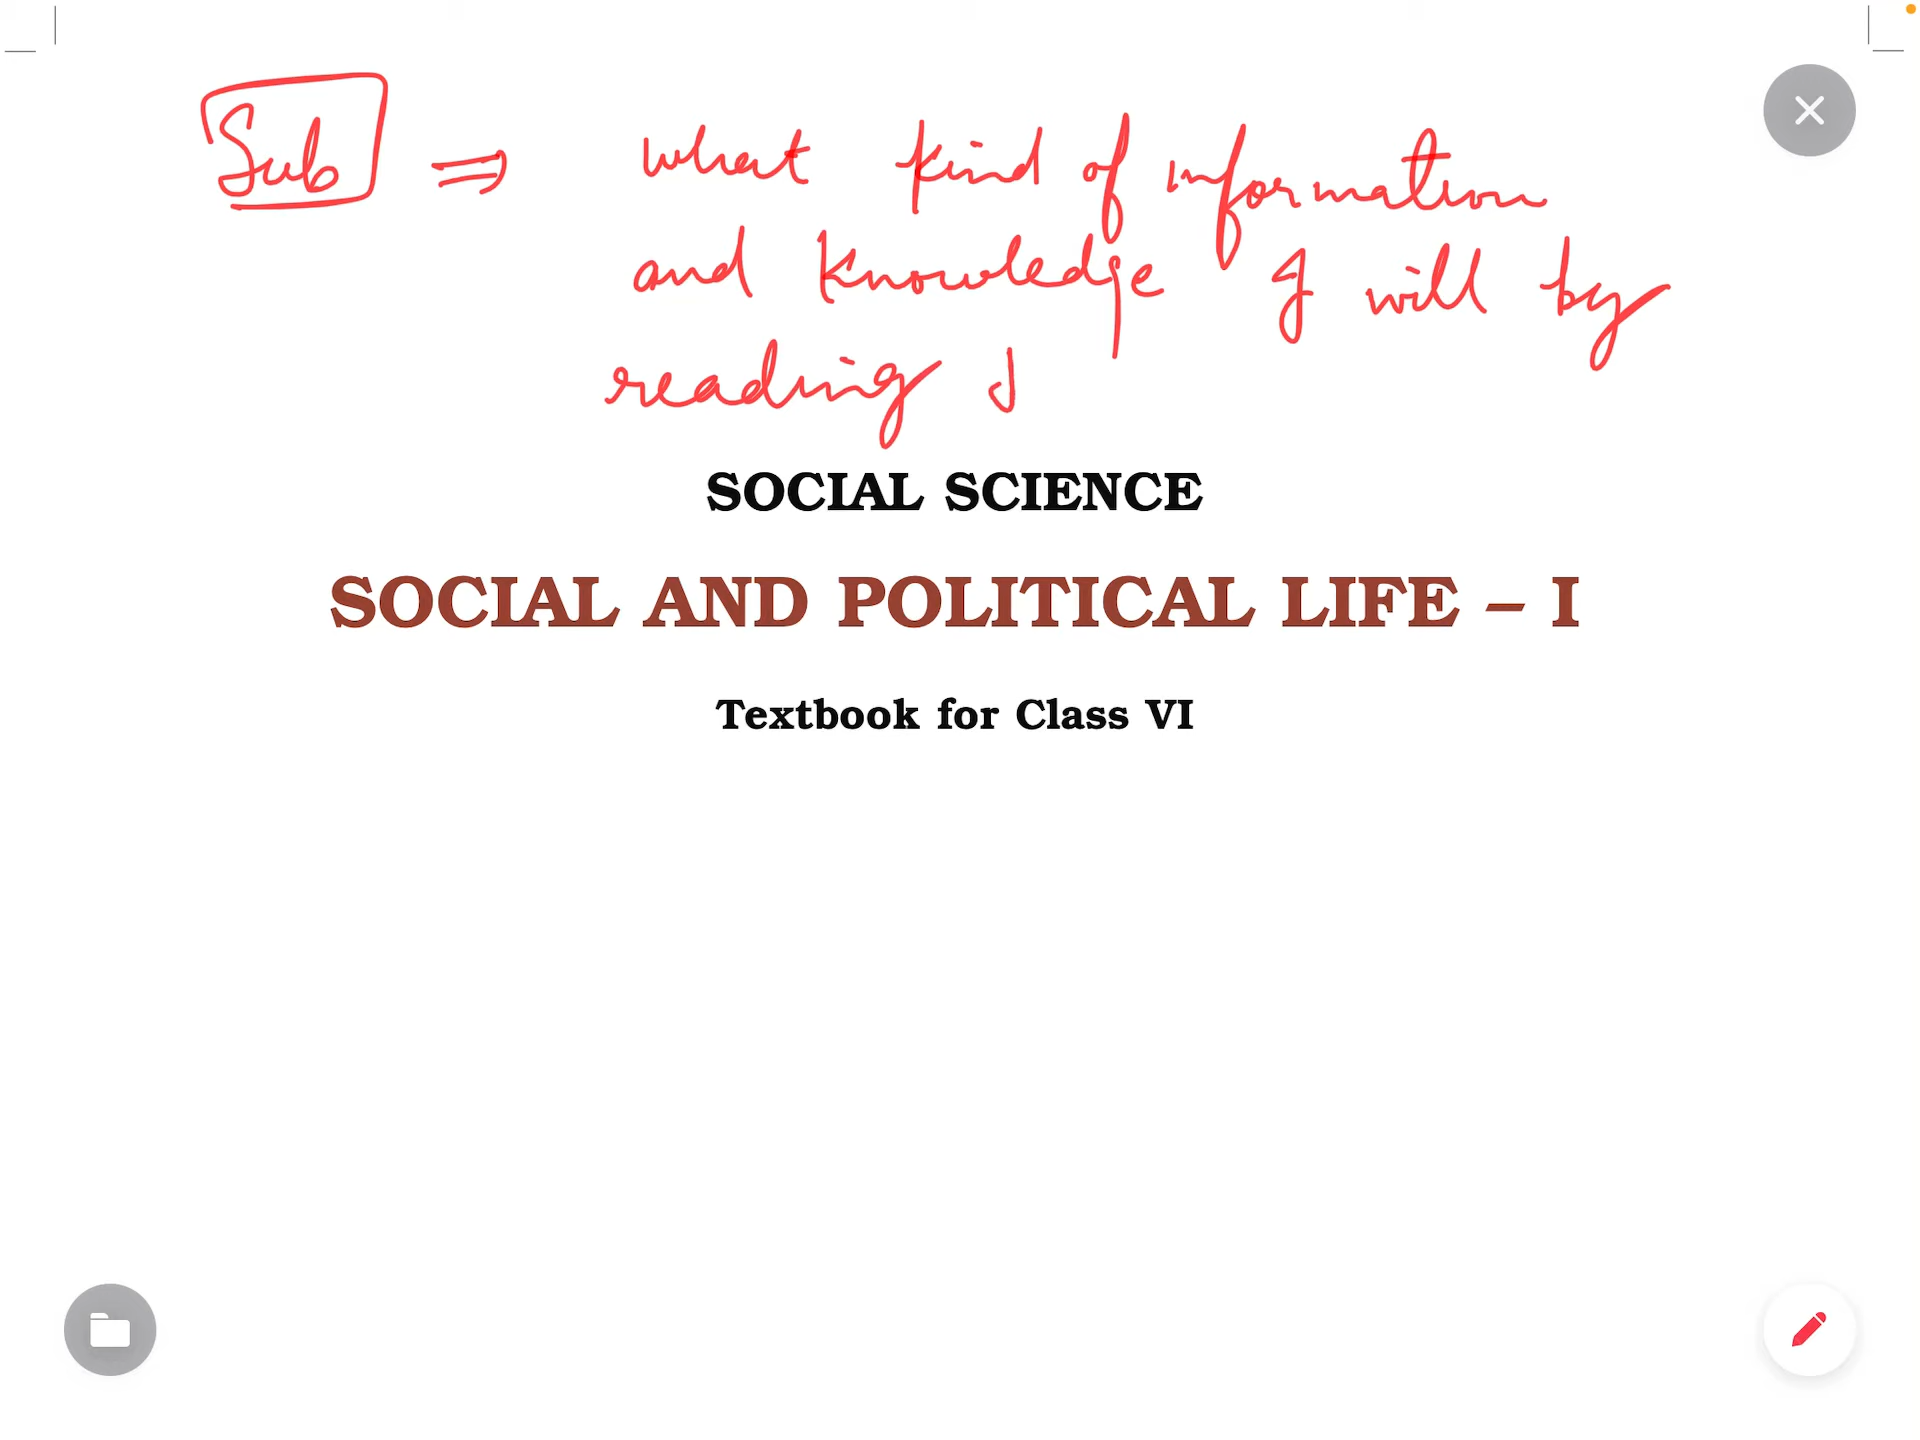 Sub ⇒ what kind of information
and knowledge I will by
reading
SOCIAL SCIENCE
SOCIAL AND POLITICAL LIFE – I
Textbook for Class VI